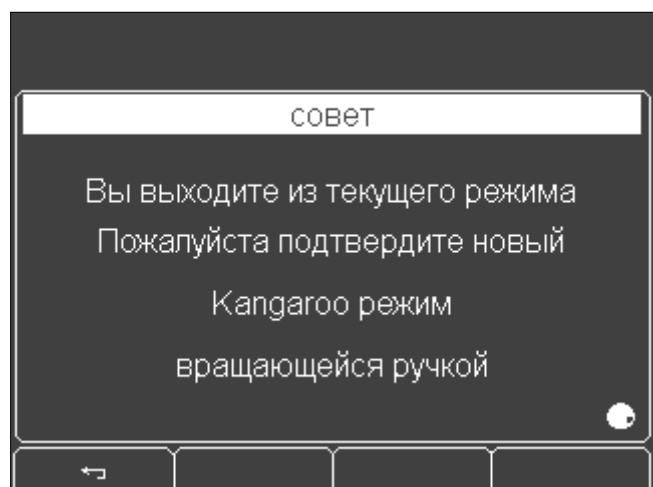 совет
Вы выходите из текущего режима
Пожалуйста подтвердите новый
Kangaroo режим
вращающейся ручкой